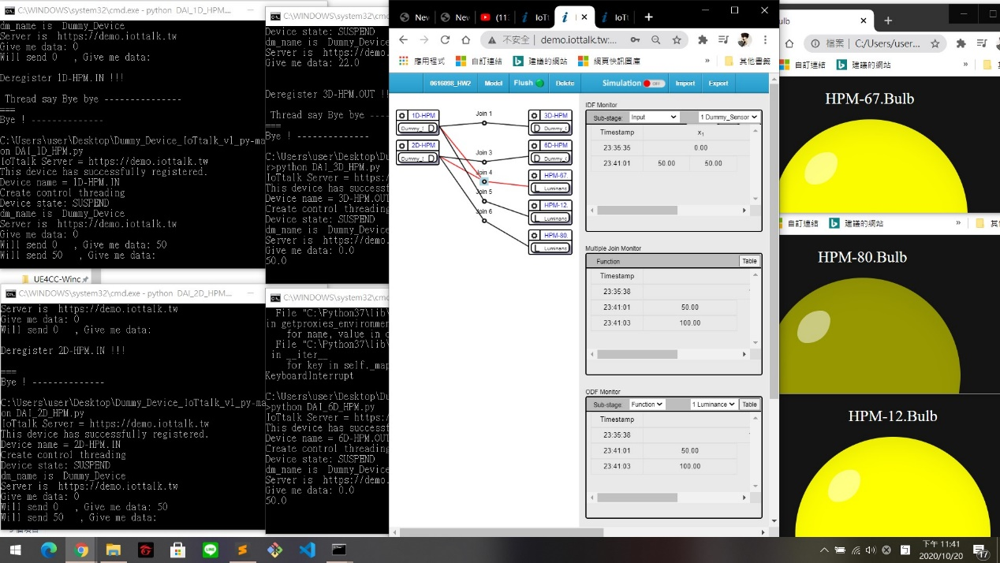 C:\WINDOWS\system32\cmd.exe - python DAI_1D_HPM....
dm_name is Dummy_Device
Server is https://demo.iottalk.tw
Give me data: 0
Will send 0 , Give me data:
Deregister 1D-HPM.IN !!!
Thread say Bye bye ---------------
===
Bye ! --------------
C:\Users\user\Desktop\Dummy_Device_IoTtalk_v1_py-ma
on DAI_1D_HPM.py
IoTtalk Server = https://demo.iottalk.tw
This device has successfully registered.
Device name = 1D-HPM.IN
Create control threading
Device state: SUSPEND
dm_name is Dummy_Device
Server is https://demo.iottalk.tw
Give me data: 0
Will send 0 , Give me data: 50
Will send 50 , Give me data:
UE4CC-Winc
C:\WINDOWS\system32\cmd.exe - python DAI_2D_HPM....
Server is https://demo.iottalk.tw
Give me data: 0
Will send 0 , Give me data:
Deregister 2D-HPM.IN !!!
===
Bye ! --------------
C:\Users\user\Desktop\Dummy_Device_IoTtalk_v1_py-ma
on DAI_2D_HPM.py
IoTtalk Server = https://demo.iottalk.tw
This device has successfully registered.
Device name = 2D-HPM.IN
Create control threading
Device state: SUSPEND
dm_name is Dummy_Device
Server is https://demo.iottalk.tw
Give me data: 0
Will send 0 , Give me data: 50
Will send 50 , Give me data:
C:\WINDOWS\system32\cmd
Device state: SUSPEND
dm_name is Dummy_Device
Server is https://demo.
Give me data: 22.0
Deregister 3D-HPM.OUT !!
Thread say Bye bye ----
===
Bye ! --------------
C:\Users\user\Desktop\Du
r>python DAI_3D_HPM.py
IoTtalk Server = https:/
This device has successf
Device name = 3D-HPM.OUT
Create control threading
Device state: SUSPEND
dm_name is Dummy_Device
Server is https://demo.
Give me data: 0.0
50.0
C:\WINDOWS\system32\cmd
File "C:\Python37\lib\
in getproxies_environmen
for name, value in o
File "C:\Python37\lib\
in __iter__
for key in self._map
KeyboardInterrupt
C:\Users\user\Desktop\Du
>python DAI_6D_HPM.py
IoTtalk Server = https:/
This device has successf
Device name = 6D-HPM.OUT
Create control threading
Device state: SUSPEND
dm_name is Dummy_Device
Server is https://demo.
Give me data: 0.0
50.0
Nev Nev (11: IoTt IoTt
不安全 demo.iottalk.tw:...
應用程式 自訂連結 建議的網站 網頁快訊圖庫 » 其他書籤
0616098_HW2 Model Flush Delete Simulation OFF Import Export
1D-HPM
Dummy_ D
2D-HPM
Dummy_ D
Join 1
Join 3
Join 4
Join 5
Join 6
3D-HPM
D Dummy_
6D-HPM
D Dummy_
HPM-67.
L Luminanc
HPM-12.
L Luminanc
HPM-80.
L Luminanc
IDF Monitor
Sub-stage: Input 1 Dummy_Sensor
Timestamp x1
23:35:35 0.00
23:41:01 50.00 50.00
Multiple Join Monitor
Function Table
Timestamp
23:35:38
23:41:01 50.00
23:41:03 100.00
ODF Monitor
Sub-stage: Function 1 Luminance Table
Timestamp
23:35:38
23:41:01 50.00
23:41:03 100.00
ulb
檔案 C:/Users/user...
自訂連結 建議的網站 »
HPM-67.Bulb
自訂連結 建議的網站 » 其
HPM-80.Bulb
HPM-12.Bulb
下午 11:41
2020/10/20
17